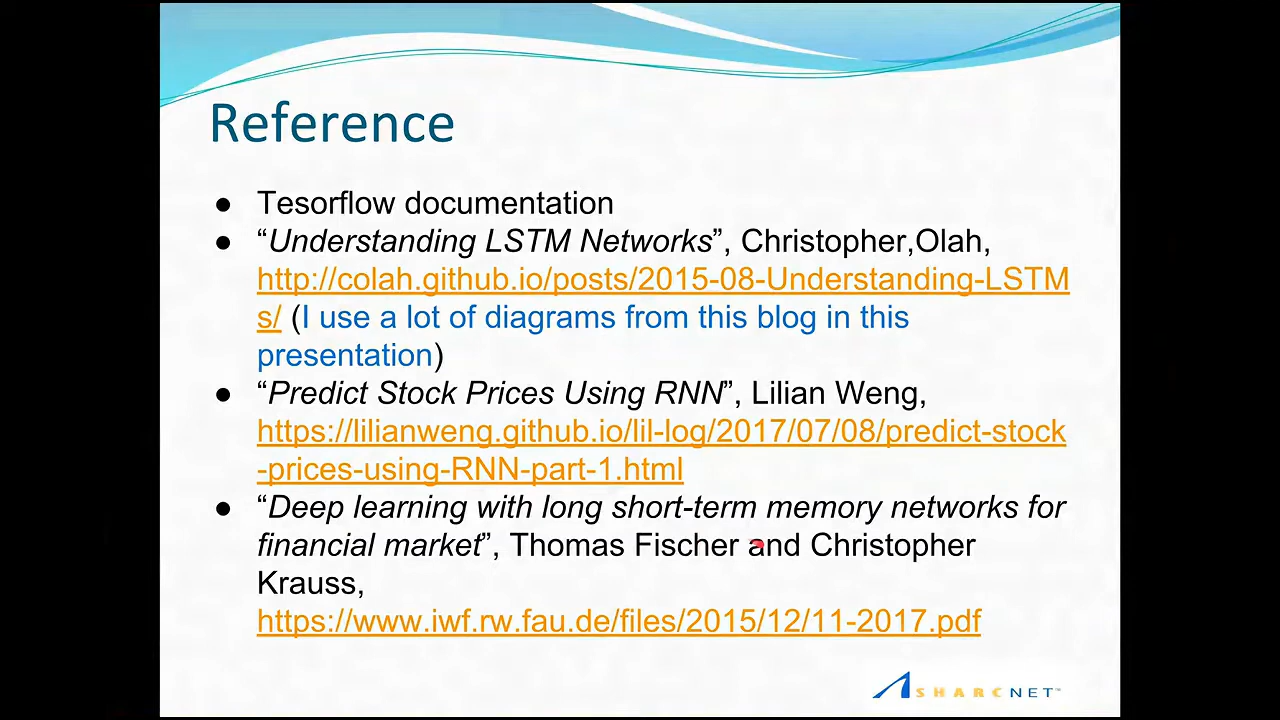 Reference
● Tesorflow documentation
● “Understanding LSTM Networks”, Christopher,Olah,
http://colah.github.io/posts/2015-08-Understanding-LSTM
s/ (I use a lot of diagrams from this blog in this
presentation)
● “Predict Stock Prices Using RNN”, Lilian Weng,
https://lilianweng.github.io/lil-log/2017/07/08/predict-stock
-prices-using-RNN-part-1.html
● “Deep learning with long short-term memory networks for
financial market”, Thomas Fischer and Christopher
Krauss,
https://www.iwf.rw.fau.de/files/2015/12/11-2017.pdf
SHARCNET™